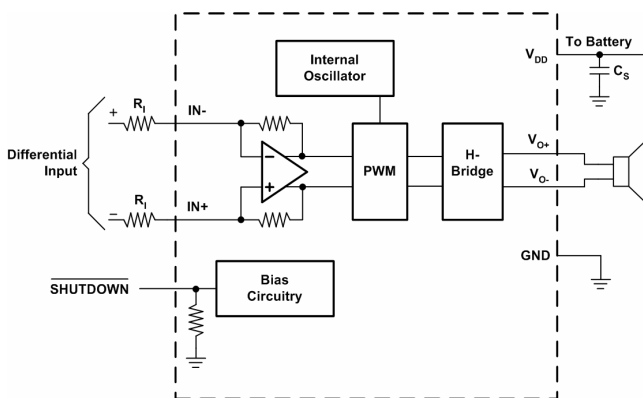 Internal
Oscillator
To Battery
VDD
CS
Differential
Input
+
RI
IN-
−
PWM
H-
Bridge
VO+
VO-
+
−
RI
IN+
GND
SHUTDOWN
Bias
Circuitry